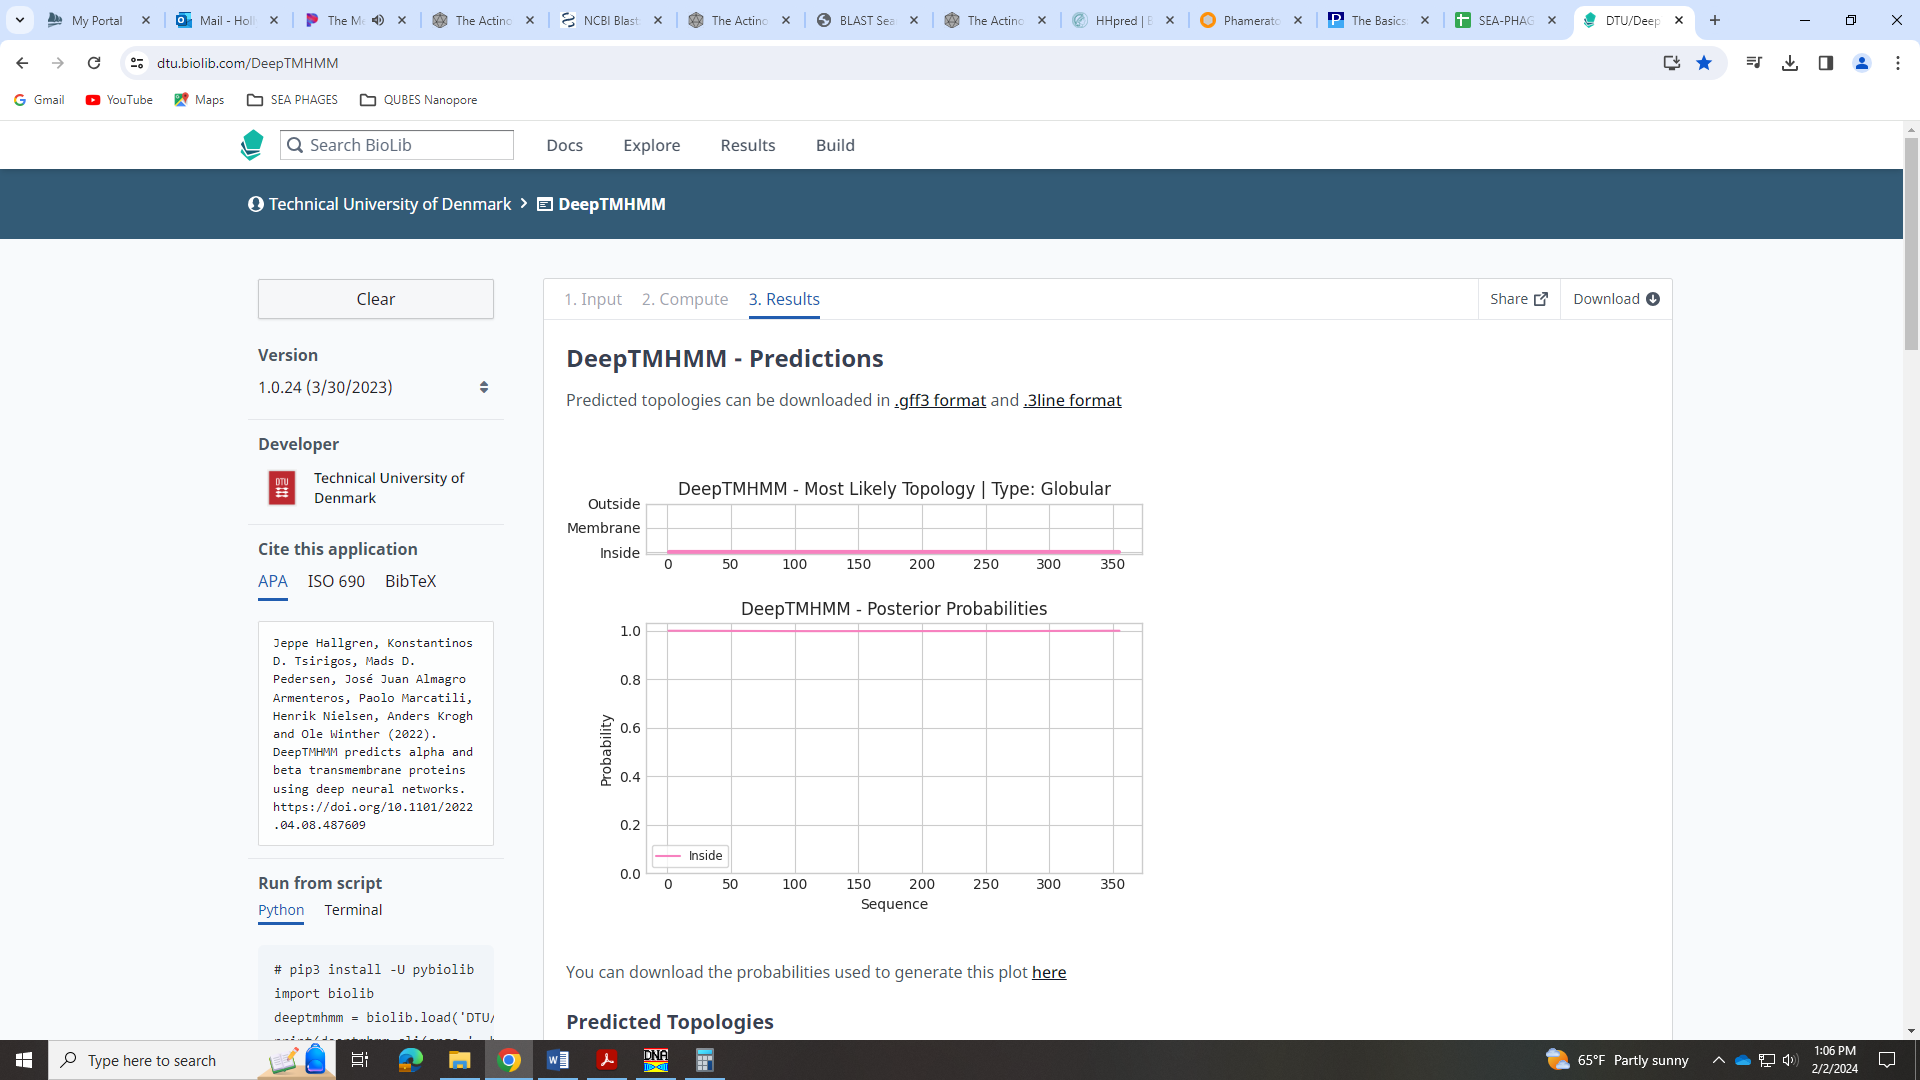 My Portal
Mail - Holl
The Me
The Actino
NCBI Blast
The Actino
BLAST Sea
The Actino
HHpred | B
Phamerato
The Basics
SEA-PHAG
DTU/Deep
dtu.biolib.com/DeepTMHMM
Gmail
YouTube
Maps
SEA PHAGES
QUBES Nanopore
Search BioLib
Docs
Explore
Results
Build
Technical University of Denmark
DeepTMHMM
Clear
Version
1.0.24 (3/30/2023)
Developer
DTU
Technical University of
Denmark
Cite this application
APA ISO 690 BibTeX
Jeppe Hallgren, Konstantinos
D. Tsirigos, Mads D.
Pedersen, José Juan Almagro
Armenteros, Paolo Marcatili,
Henrik Nielsen, Anders Krogh
and Ole Winther (2022).
DeepTMHMM predicts alpha and
beta transmembrane proteins
using deep neural networks.
https://doi.org/10.1101/2022
.04.08.487609
Run from script
Python Terminal
# pip3 install -U pybiolib
import biolib
deeptmhmm = biolib.load('DTU/
1. Input 2. Compute 3. Results
Share
Download
DeepTMHMM - Predictions
Predicted topologies can be downloaded in .gff3 format and .3line format
DeepTMHMM - Most Likely Topology | Type: Globular
Outside
Membrane
Inside
0 50 100 150 200 250 300 350
DeepTMHMM - Posterior Probabilities
1.0
0.8
0.6
0.4
0.2
0.0
Probability
Inside
0 50 100 150 200 250 300 350
Sequence
You can download the probabilities used to generate this plot here
Predicted Topologies
Type here to search
DNA
65°F Partly sunny
1:06 PM
2/2/2024